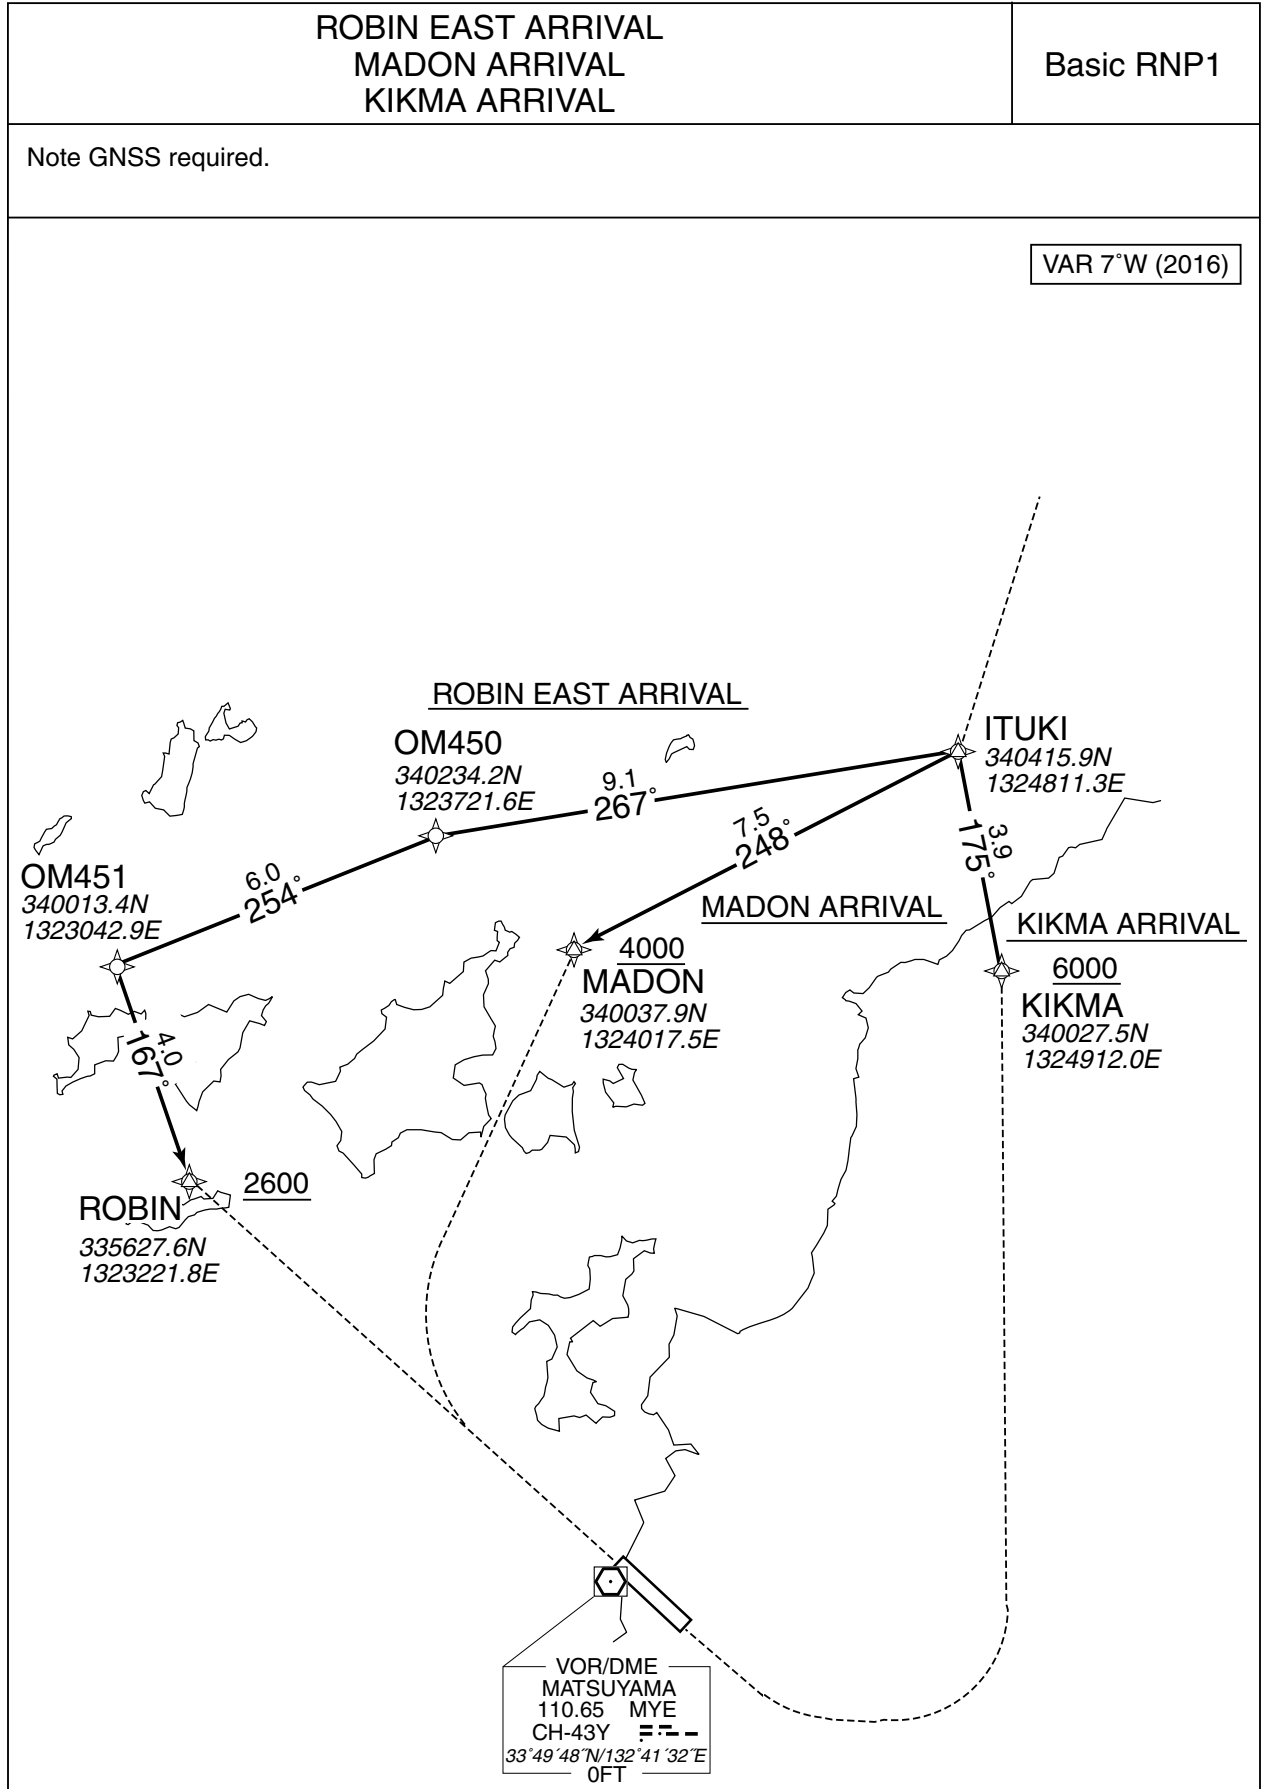 ROBIN EAST ARRIVAL
MADON ARRIVAL
KIKMA ARRIVAL
Basic RNP1
Note GNSS required.
VAR 7°W (2016)
ROBIN EAST ARRIVAL
ITUKI
340415.9N
1324811.3E
OM450
340234.2N
1323721.6E
9.1
267°
7.5
248°
3.9
175°
OM451
340013.4N
1323042.9E
6.0
254°
MADON ARRIVAL
KIKMA ARRIVAL
4000
MADON
340037.9N
1324017.5E
6000
KIKMA
340027.5N
1324912.0E
4.0
167°
2600
ROBIN
335627.6N
1323221.8E
VOR/DME
MATSUYAMA
110.65 MYE
CH-43Y
33°49´48˝N/132°41´32˝E
0FT